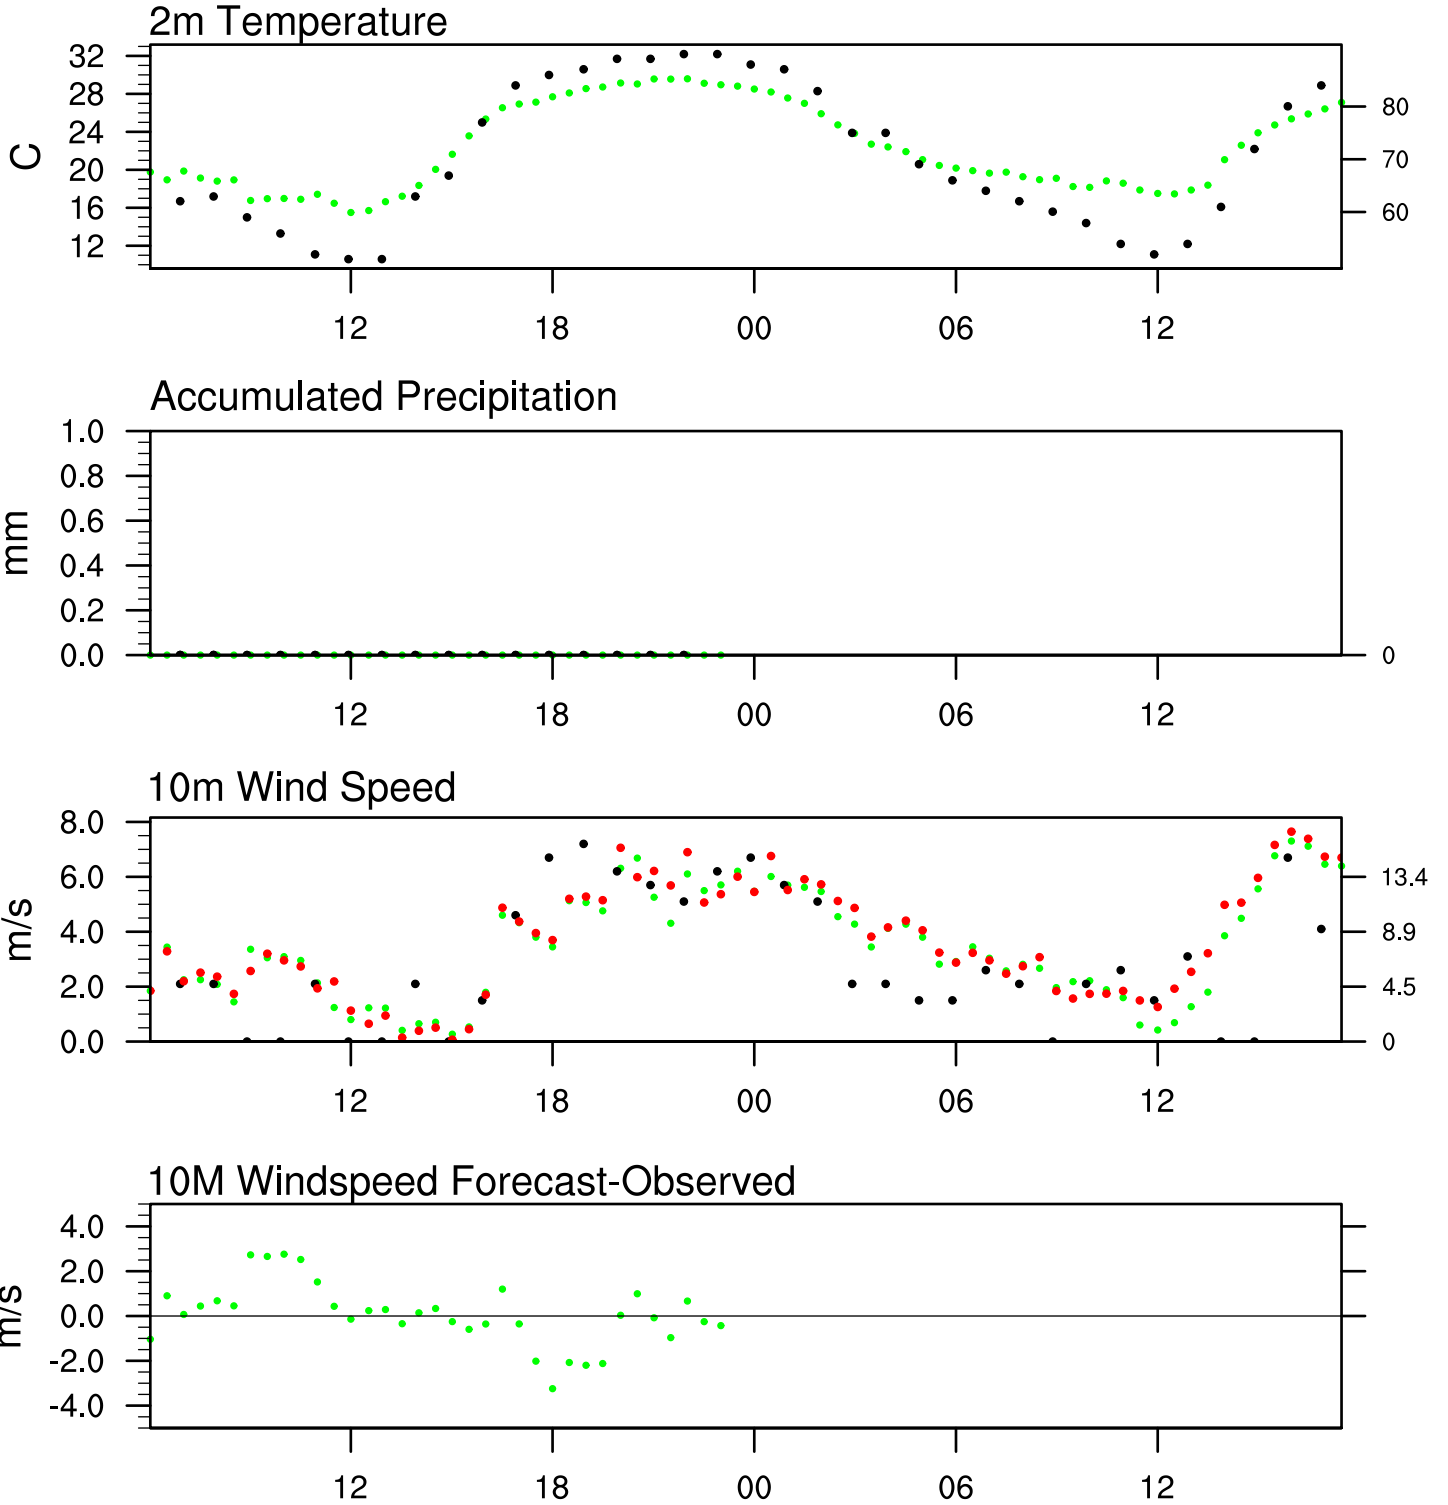 2m Temperature
32
28
24
20
16
12
C
80
70
60
12 18 00 06 12
Accumulated Precipitation
1.0
0.8
0.6
0.4
0.2
0.0
mm
0
12 18 00 06 12
10m Wind Speed
8.0
6.0
4.0
2.0
0.0
m/s
13.4
8.9
4.5
0
12 18 00 06 12
10M Windspeed Forecast-Observed
4.0
2.0
0.0
-2.0
-4.0
m/s
12 18 00 06 12